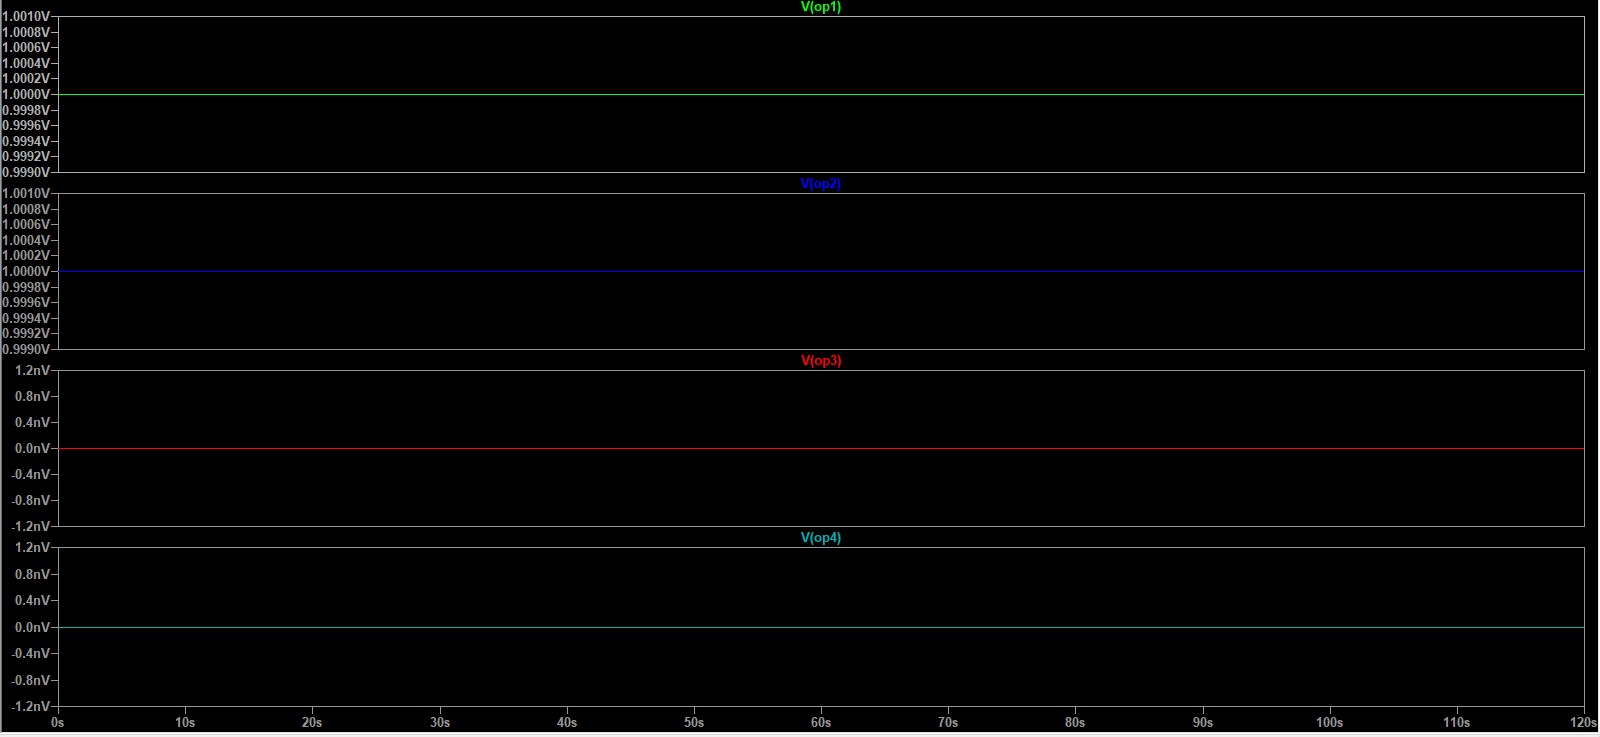 V(op1)
1.0010V
1.0008V
1.0006V
1.0004V
1.0002V
1.0000V
0.9998V
0.9996V
0.9994V
0.9992V
0.9990V
V(op2)
1.0010V
1.0008V
1.0006V
1.0004V
1.0002V
1.0000V
0.9998V
0.9996V
0.9994V
0.9992V
0.9990V
V(op3)
1.2nV
0.8nV
0.4nV
0.0nV
-0.4nV
-0.8nV
-1.2nV
V(op4)
1.2nV
0.8nV
0.4nV
0.0nV
-0.4nV
-0.8nV
-1.2nV
0s 10s 20s 30s 40s 50s 60s 70s 80s 90s 100s 110s 120s